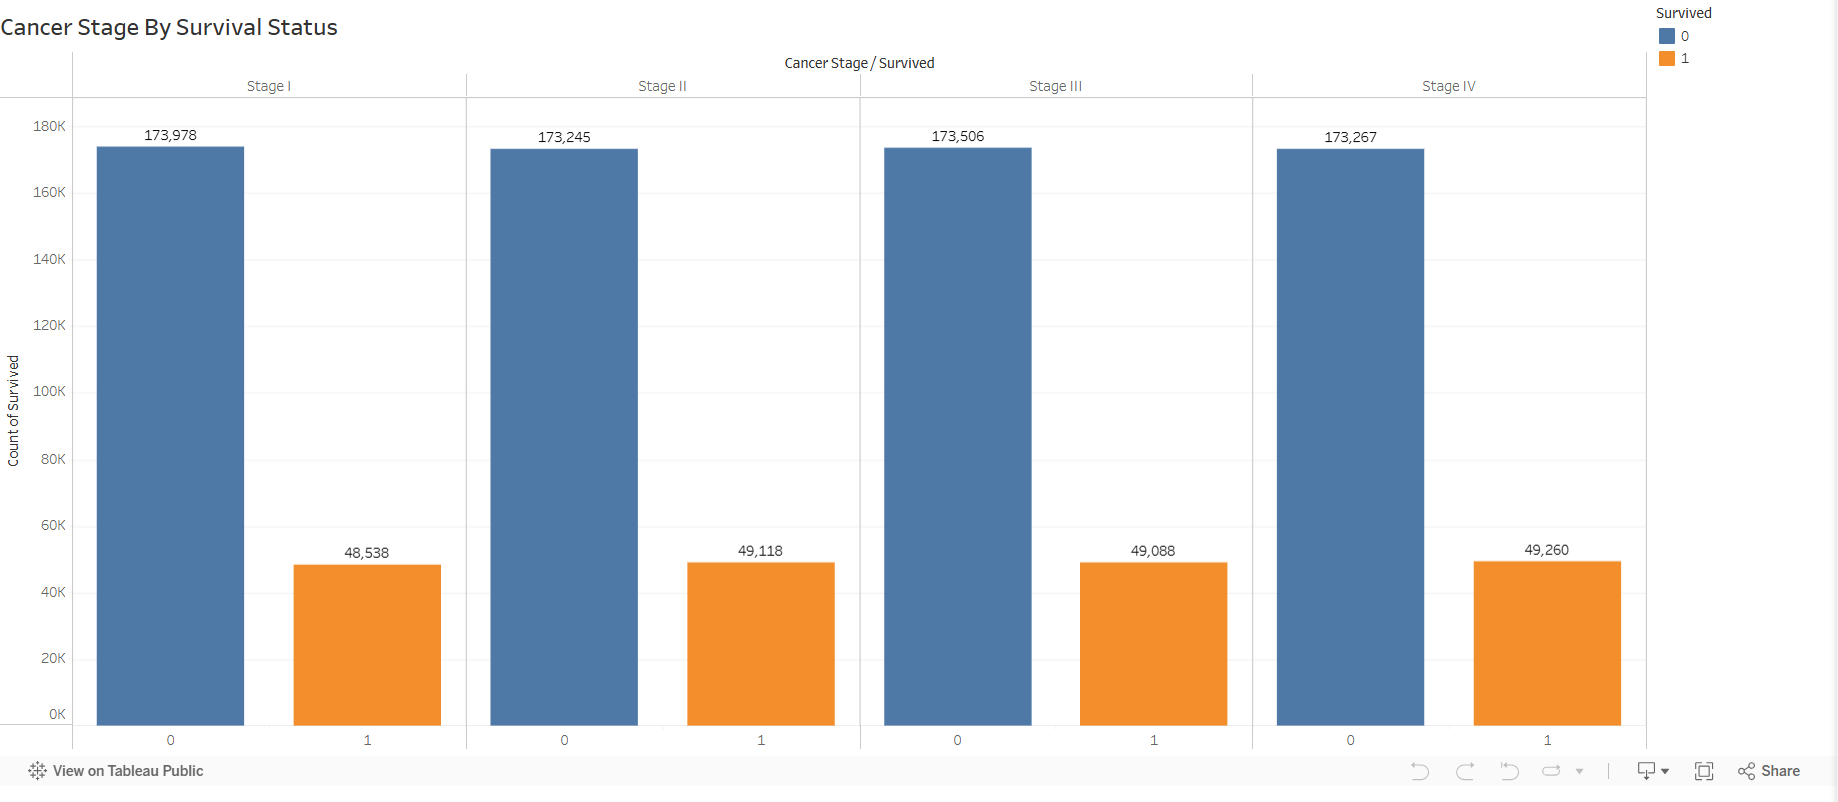 Cancer Stage By Survival Status
Survived
0
1
Cancer Stage / Survived
Stage I
Stage II
Stage III
Stage IV
Count of Survived
180K
160K
140K
120K
100K
80K
60K
40K
20K
0K
173,978
48,538
173,245
49,118
173,506
49,088
173,267
49,260
0
1
0
1
0
1
0
1
View on Tableau Public
Share